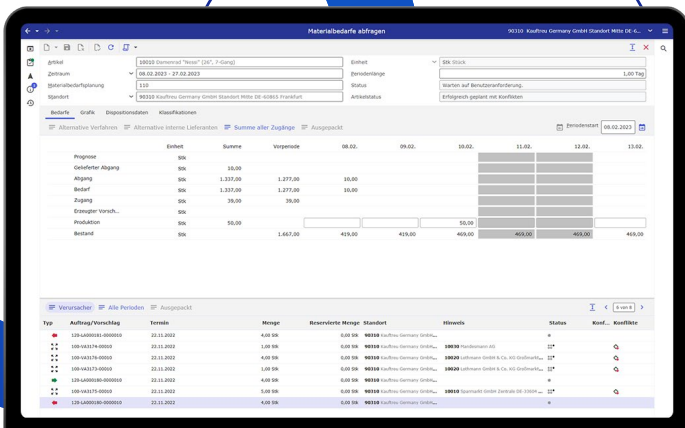 Materialbedarfe abfragen
90310 Kauftreu Germany GmbH Standort Mitte DE-6...
Artikel 10010 Damenrad "Nesa" (26", 7-Gang) Einheit Stk Stück
Zeitraum 08.02.2023 - 27.02.2023 Periodenlänge 1,00 Tag
Materialbedarfsplanung 110 Status Warten auf Benutzeranforderung.
Standort 90310 Kauftreu Germany GmbH Standort Mitte DE-60865 Frankfurt Artikelstatus Erfolgreich geplant mit Konflikten
Bedarfe Grafik Dispositionsdaten Klassifikationen
Alternative Verfahren Alternative interne Lieferanten Summe aller Zugänge Ausgepackt Periodenstart 08.02.2023
Einheit Summe Vorperiode 08.02. 09.02. 10.02. 11.02. 12.02. 13.02.
Prognose Stk
Gelieferter Abgang Stk 10,00
Abgang Stk 1.337,00 1.277,00 10,00
Bedarf Stk 1.337,00 1.277,00 10,00
Zugang Stk 39,00 39,00
Erzeugter Vorsch... Stk
Produktion Stk 50,00 50,00
Bestand Stk 1.667,00 419,00 419,00 469,00 469,00 469,00 469,00
Verursacher Alle Perioden Ausgepackt 6 von 6
Typ Auftrag/Vorschlag Termin Menge Reservierte Menge Standort Hinweis Status Konf... Konflikte
120-LA000181-0000010 22.11.2022 4,00 Stk 0,00 Stk 90310 Kauftreu Germany GmbH...
100-VA3174-00010 22.11.2022 1,00 Stk 0,00 Stk 90310 Kauftreu Germany GmbH... 10030 Mandesmann AG
100-VA3176-00010 22.11.2022 4,00 Stk 0,00 Stk 90310 Kauftreu Germany GmbH... 10020 Lothmann GmbH & Co. KG Großmarkt...
100-VA3173-00010 22.11.2022 1,00 Stk 0,00 Stk 90310 Kauftreu Germany GmbH... 10020 Lothmann GmbH & Co. KG Großmarkt...
120-LA000180-0000010 22.11.2022 4,00 Stk 0,00 Stk 90310 Kauftreu Germany GmbH...
100-VA3175-00010 22.11.2022 4,00 Stk 0,00 Stk 90310 Kauftreu Germany GmbH... 10010 Sparmarkt GmbH Zentrale DE-33034...
120-LA000180-0000010 22.11.2022 4,00 Stk 0,00 Stk 90310 Kauftreu Germany GmbH...